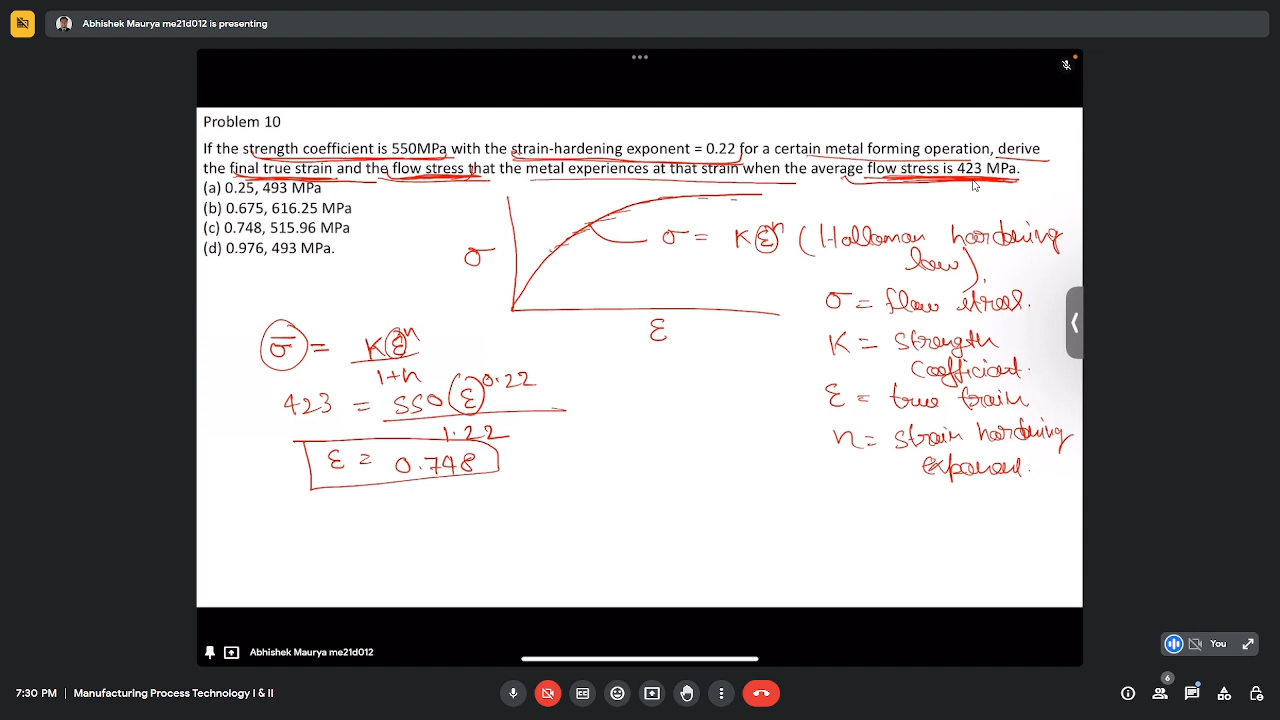 Abhishek Maurya me21d012 is presenting
Problem 10
If the strength coefficient is 550MPa with the strain-hardening exponent = 0.22 for a certain metal forming operation, derive
the final true strain and the flow stress that the metal experiences at that strain when the average flow stress is 423 MPa.
(a) 0.25, 493 MPa
(b) 0.675, 616.25 MPa
(c) 0.748, 515.96 MPa
(d) 0.976, 493 MPa.
σ
ε
σ = Kεⁿ (Halloman hardening
law).
σ = flow stress.
K = strength
coefficient.
ε = true train
n = strain hardening
exponent.
σ̅ = Kεⁿ
1+n
423 = 550 (ε)^0.22
1.22
ε = 0.748
Abhishek Maurya me21d012
You
7:30 PM | Manufacturing Process Technology I & II
6